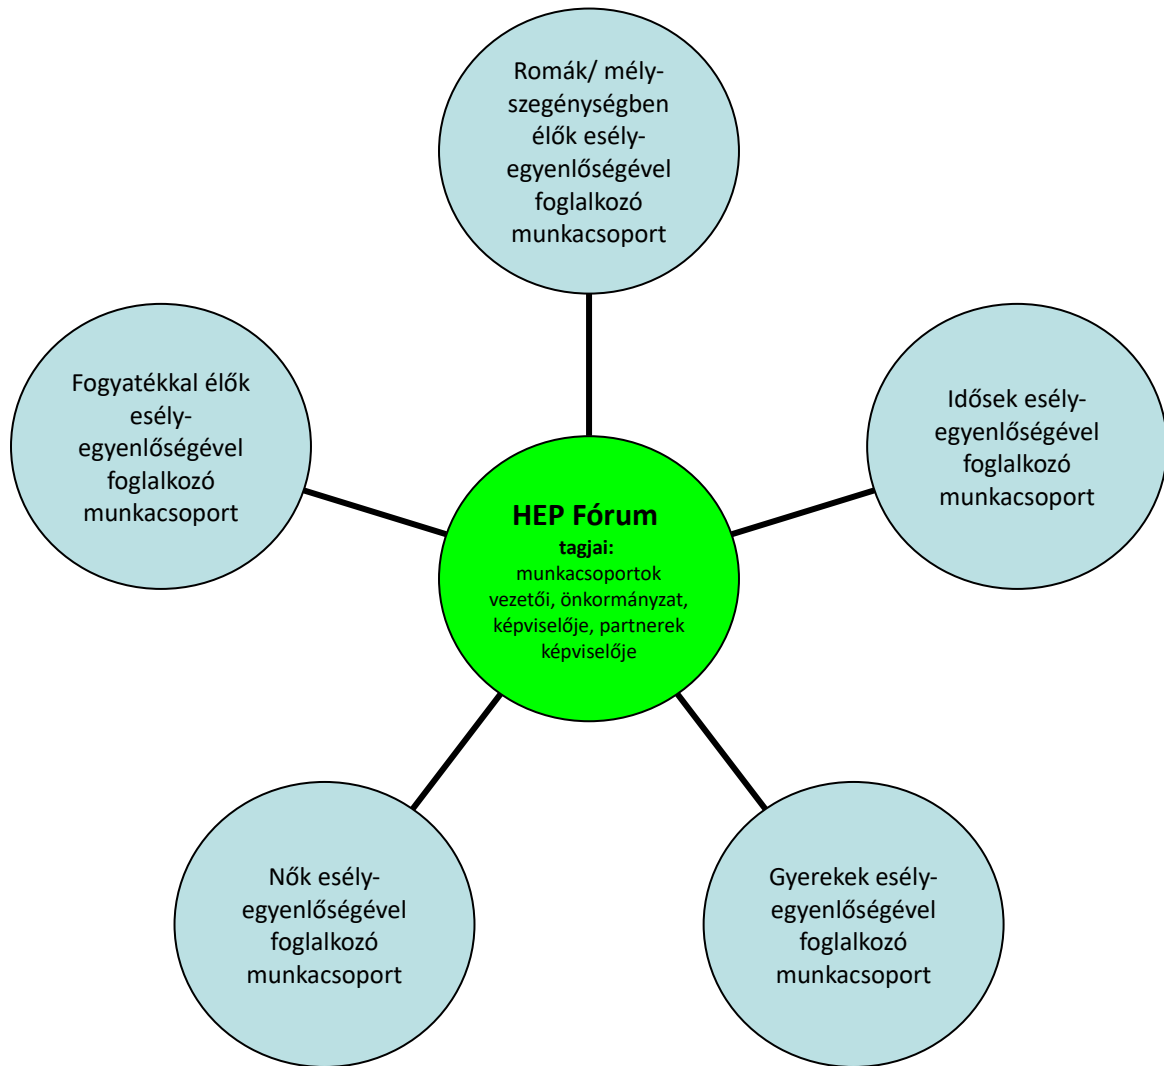 Romák/ mély-
szegénységben
élők esély-
egyenlőségével
foglalkozó
munkacsoport
Fogyatékkal élők
esély-
egyenlőségével
foglalkozó
munkacsoport
Idősek esély-
egyenlőségével
foglalkozó
munkacsoport
HEP Fórum
tagjai:
munkacsoportok
vezetői, önkormányzat,
képviselője, partnerek
képviselője
Nők esély-
egyenlőségével
foglalkozó
munkacsoport
Gyerekek esély-
egyenlőségével
foglalkozó
munkacsoport